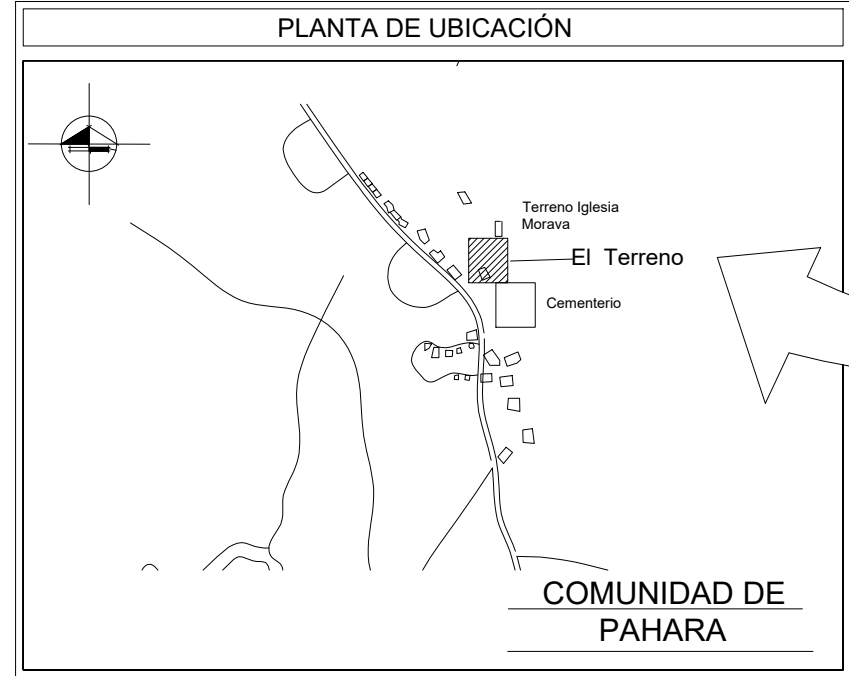 PLANTA DE UBICACIÓN
Terreno Iglesia
Morava
El Terreno
Cementerio
COMUNIDAD DE
PAHARA